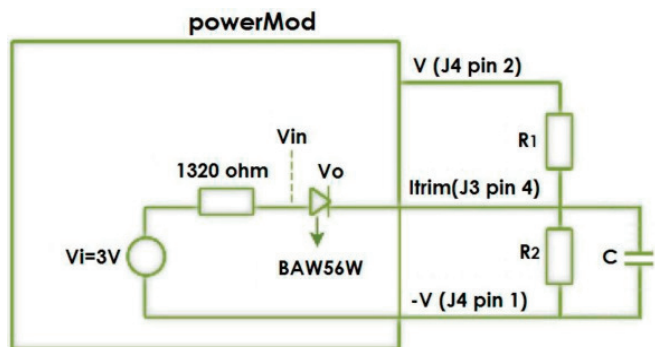 powerMod
V (J4 pin 2)
R1
Vin
1320 ohm
Vo
Itrim(J3 pin 4)
Vi=3V
BAW56W
R2
C
-V (J4 pin 1)